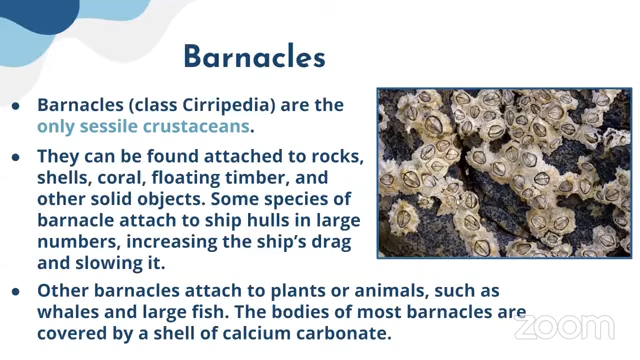 Barnacles
● Barnacles (class Cirripedia) are the
only sessile crustaceans.
● They can be found attached to rocks,
shells, coral, floating timber, and
other solid objects. Some species of
barnacle attach to ship hulls in large
numbers, increasing the ship's drag
and slowing it.
● Other barnacles attach to plants or animals, such as
whales and large fish. The bodies of most barnacles are
covered by a shell of calcium carbonate.
zoom